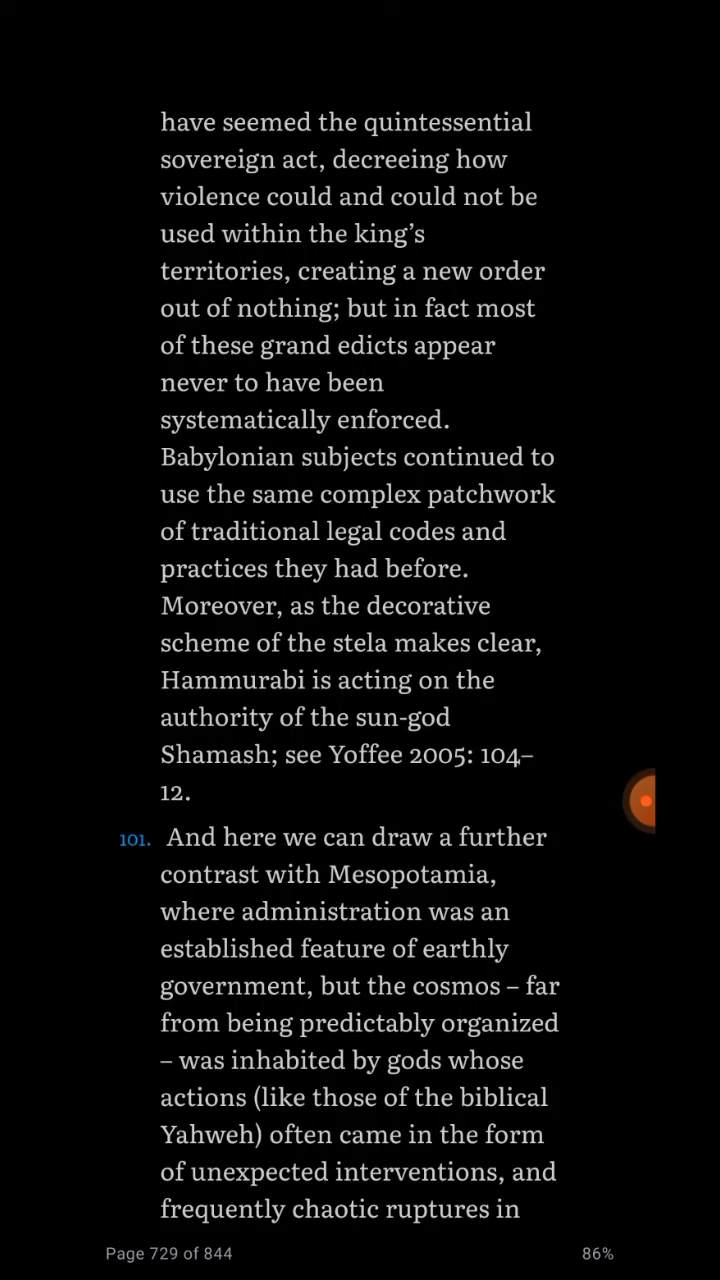 have seemed the quintessential
sovereign act, decreeing how
violence could and could not be
used within the king’s
territories, creating a new order
out of nothing; but in fact most
of these grand edicts appear
never to have been
systematically enforced.
Babylonian subjects continued to
use the same complex patchwork
of traditional legal codes and
practices they had before.
Moreover, as the decorative
scheme of the stela makes clear,
Hammurabi is acting on the
authority of the sun-god
Shamash; see Yoffee 2005: 104–
12.
101. And here we can draw a further
contrast with Mesopotamia,
where administration was an
established feature of earthly
government, but the cosmos – far
from being predictably organized
– was inhabited by gods whose
actions (like those of the biblical
Yahweh) often came in the form
of unexpected interventions, and
frequently chaotic ruptures in
Page 729 of 844 86%